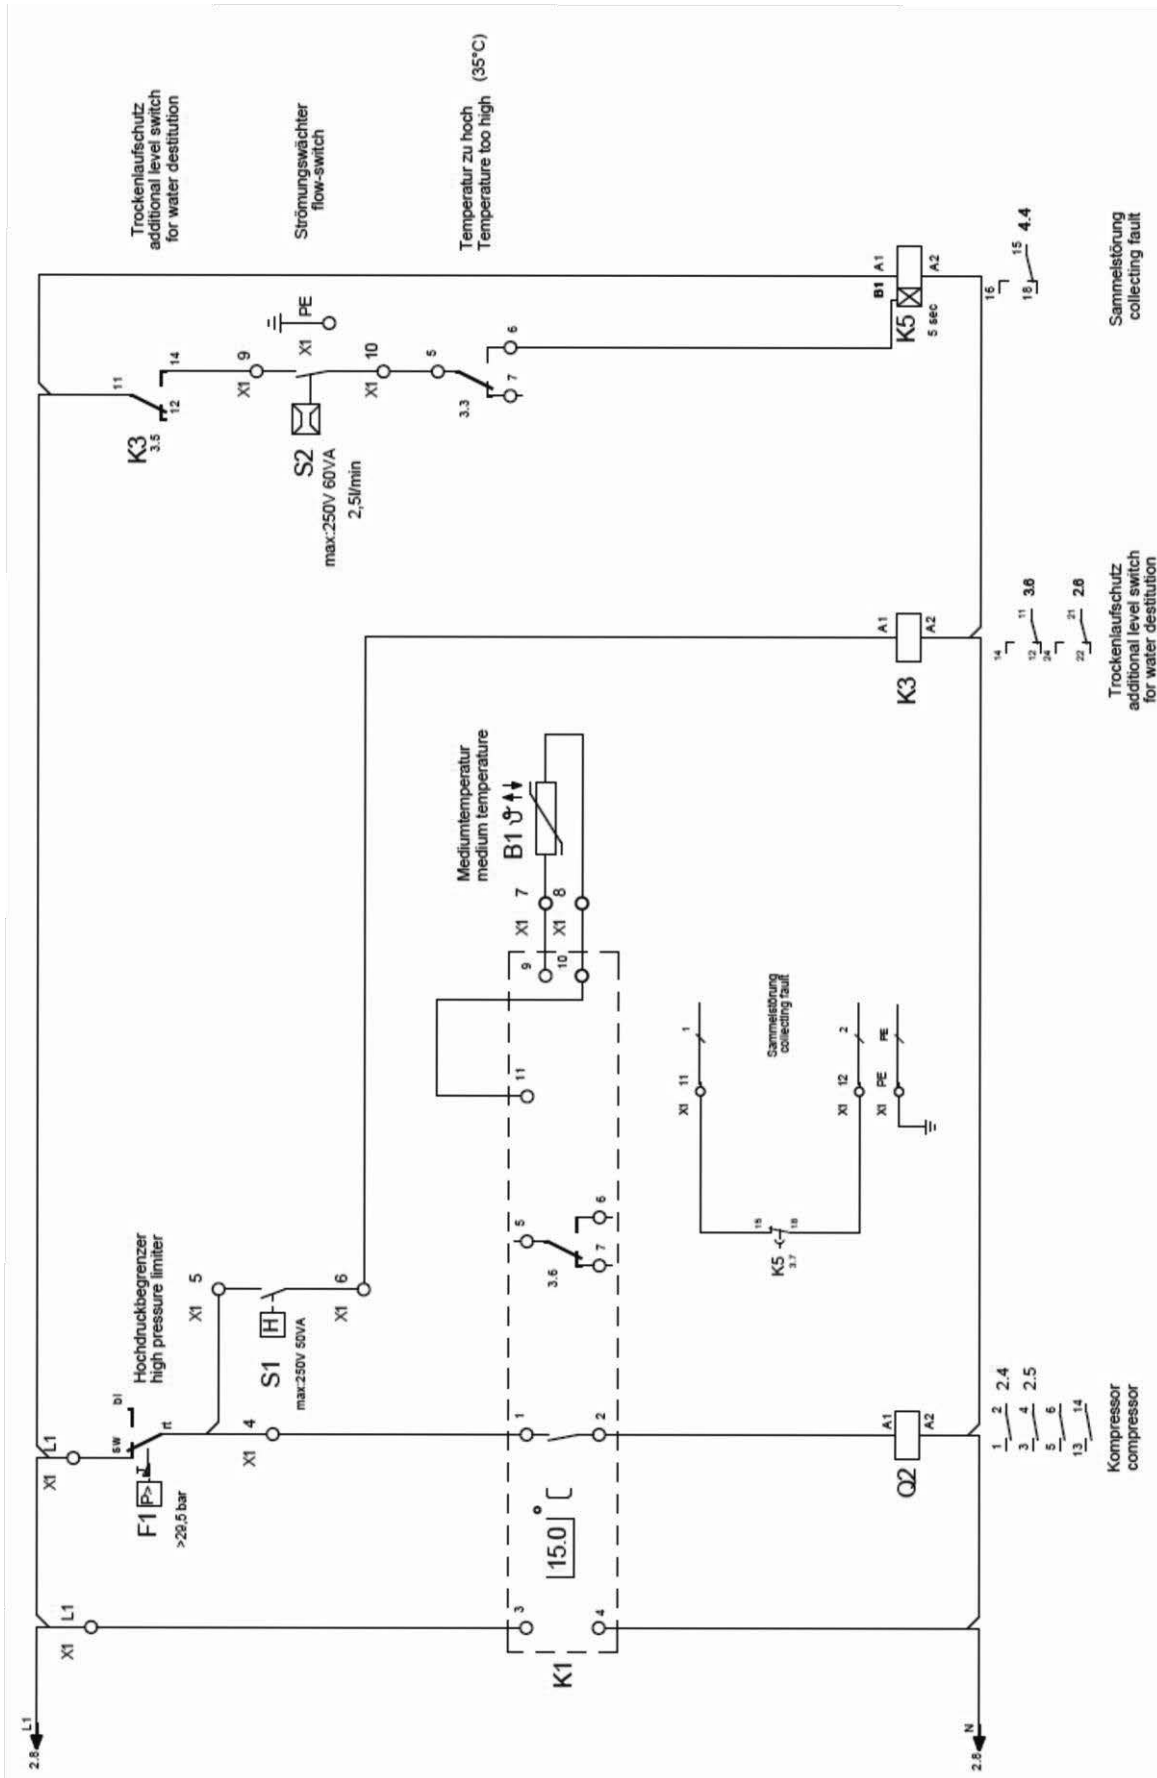 2.8
L1
X1
L1
X1
L1
sw
bl
rt
F1
P>
>29,5 bar
Hochdruckbegrenzer
high pressure limiter
X1
4
X1
5
S1
H
max:250V 50VA
X1
6
K3
3.5
11
12
14
Trockenlaufschutz
additional level switch
for water destitution
X1
9
S2
max:250V 60VA
2,5l/min
X1
PE
X1
10
Strömungswächter
flow-switch
5
3.3
7
6
Temperatur zu hoch
Temperature too high (35°C)
K1
3
4
15.0
°C
1
2
5
3.6
7
6
11
9
10
X1
7
X1
8
Mediumtemperatur
medium temperature
B1
ϑ
X1
11
1
K5
3.7
15
18
X1
12
2
X1
PE
PE
Sammelstörung
collecting fault
Q2
A1
A2
K3
A1
A2
K5
5 sec
B1
A1
A2
2.8
N
1
2
2.4
3
4
2.5
5
6
13
14
Kompressor
compressor
14
12
11
3.6
24
22
21
2.6
Trockenlaufschutz
additional level switch
for water destitution
16
18
15
4.4
Sammelstörung
collecting fault